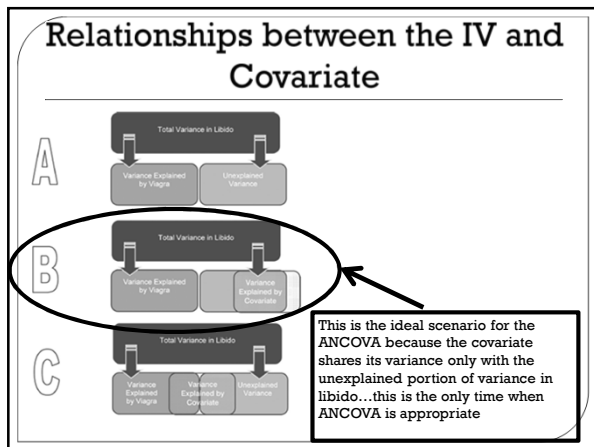 Relationships between the IV and
Covariate
A
Total Variance in Libido
Variance Explained
by Viagra
Unexplained
Variance
B
Total Variance in Libido
Variance Explained
by Viagra
Variance
Explained by
Covariate
C
Total Variance in Libido
Variance
Explained
by Viagra
Variance
Explained
by Covariate
Unexplained
Variance
This is the ideal scenario for the
ANCOVA because the covariate
shares its variance only with the
unexplained portion of variance in
libido…this is the only time when
ANCOVA is appropriate